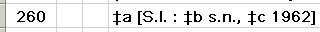 260 ‡a [S.l. : ‡b s.n., ‡c 1962]